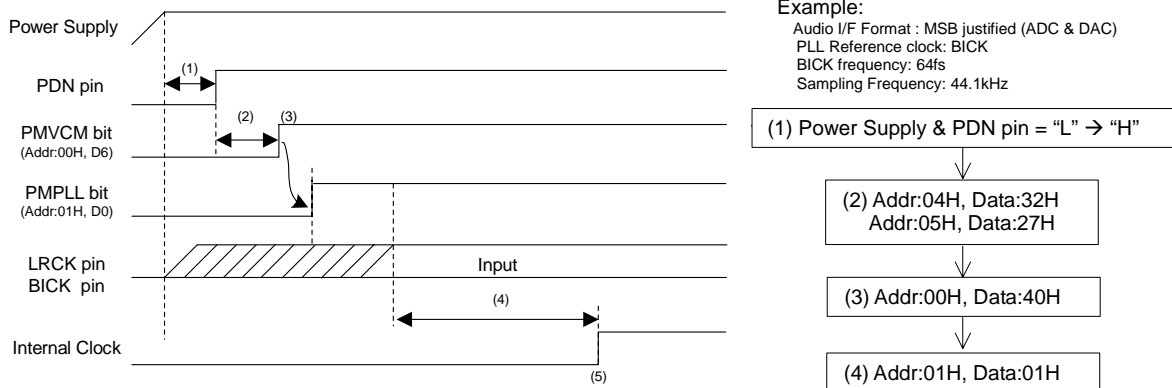 Power Supply
(1)
PDN pin
(2)
(3)
PMVCM bit
(Addr:00H, D6)
PMPLL bit
(Addr:01H, D0)
LRCK pin
BICK pin
Input
(4)
Internal Clock
(5)
Example:
Audio I/F Format : MSB justified (ADC & DAC)
PLL Reference clock: BICK
BICK frequency: 64fs
Sampling Frequency: 44.1kHz
(1) Power Supply & PDN pin = “L” → “H”
(2) Addr:04H, Data:32H
Addr:05H, Data:27H
(3) Addr:00H, Data:40H
(4) Addr:01H, Data:01H